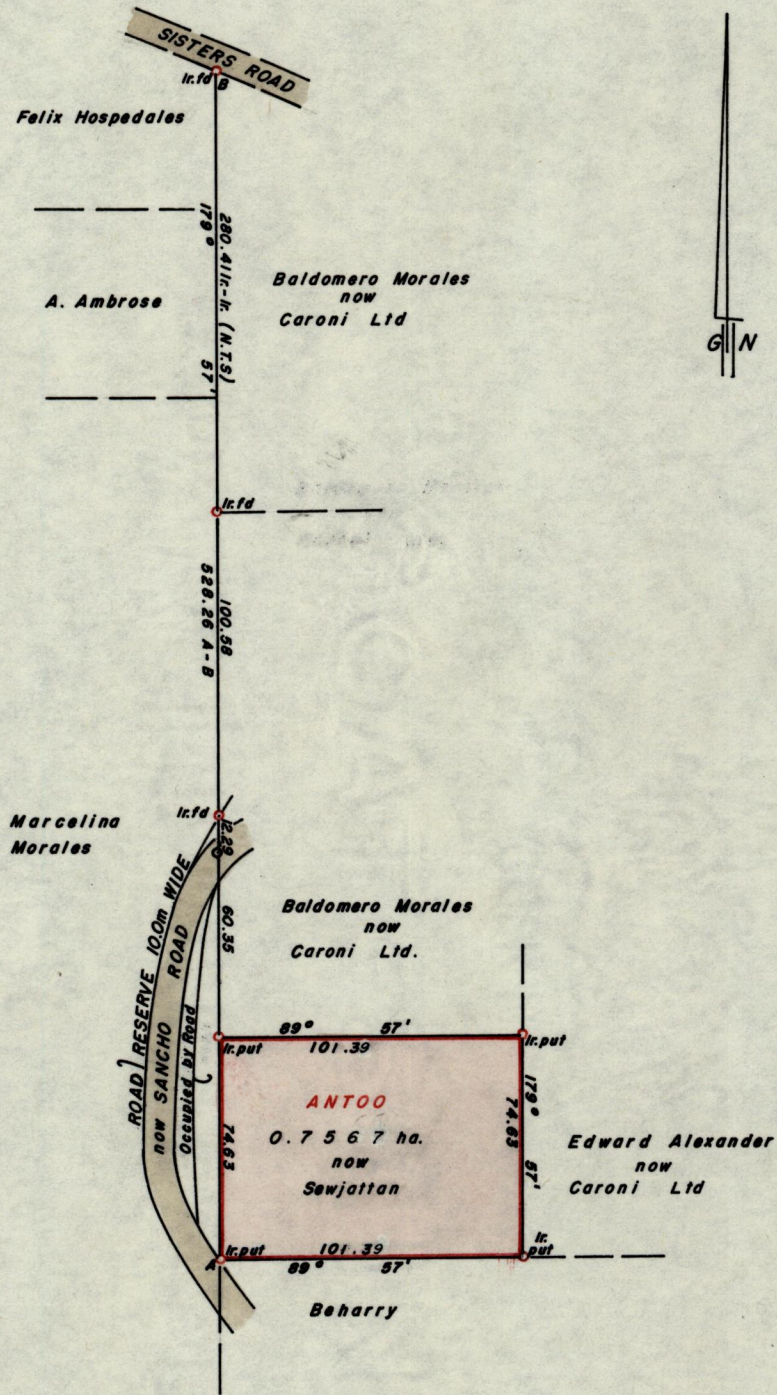 SISTERS ROAD
Ir.fd
B
Felix Hospedales
179° 57'
280.41 Ir.-Ir. (N.T.S)
A. Ambrose
Baldomero Morales
now
Caroni Ltd
G N
Ir.fd
528.26 A-B
100.58
Ir.fd
12.29
Marcelina
Morales
ROAD RESERVE 10.0m WIDE
now SANCHO ROAD
Occupied by Road
60.35
Baldomero Morales
now
Caroni Ltd.
89° 57'
Ir.put
101.39
Ir.put
74.63
ANTOO
0.7567 ha.
now
Sewjattan
74.63
179° 57'
Edward Alexander
now
Caroni Ltd
A
Ir.put
101.39
Ir.
put
89° 57'
Beharry